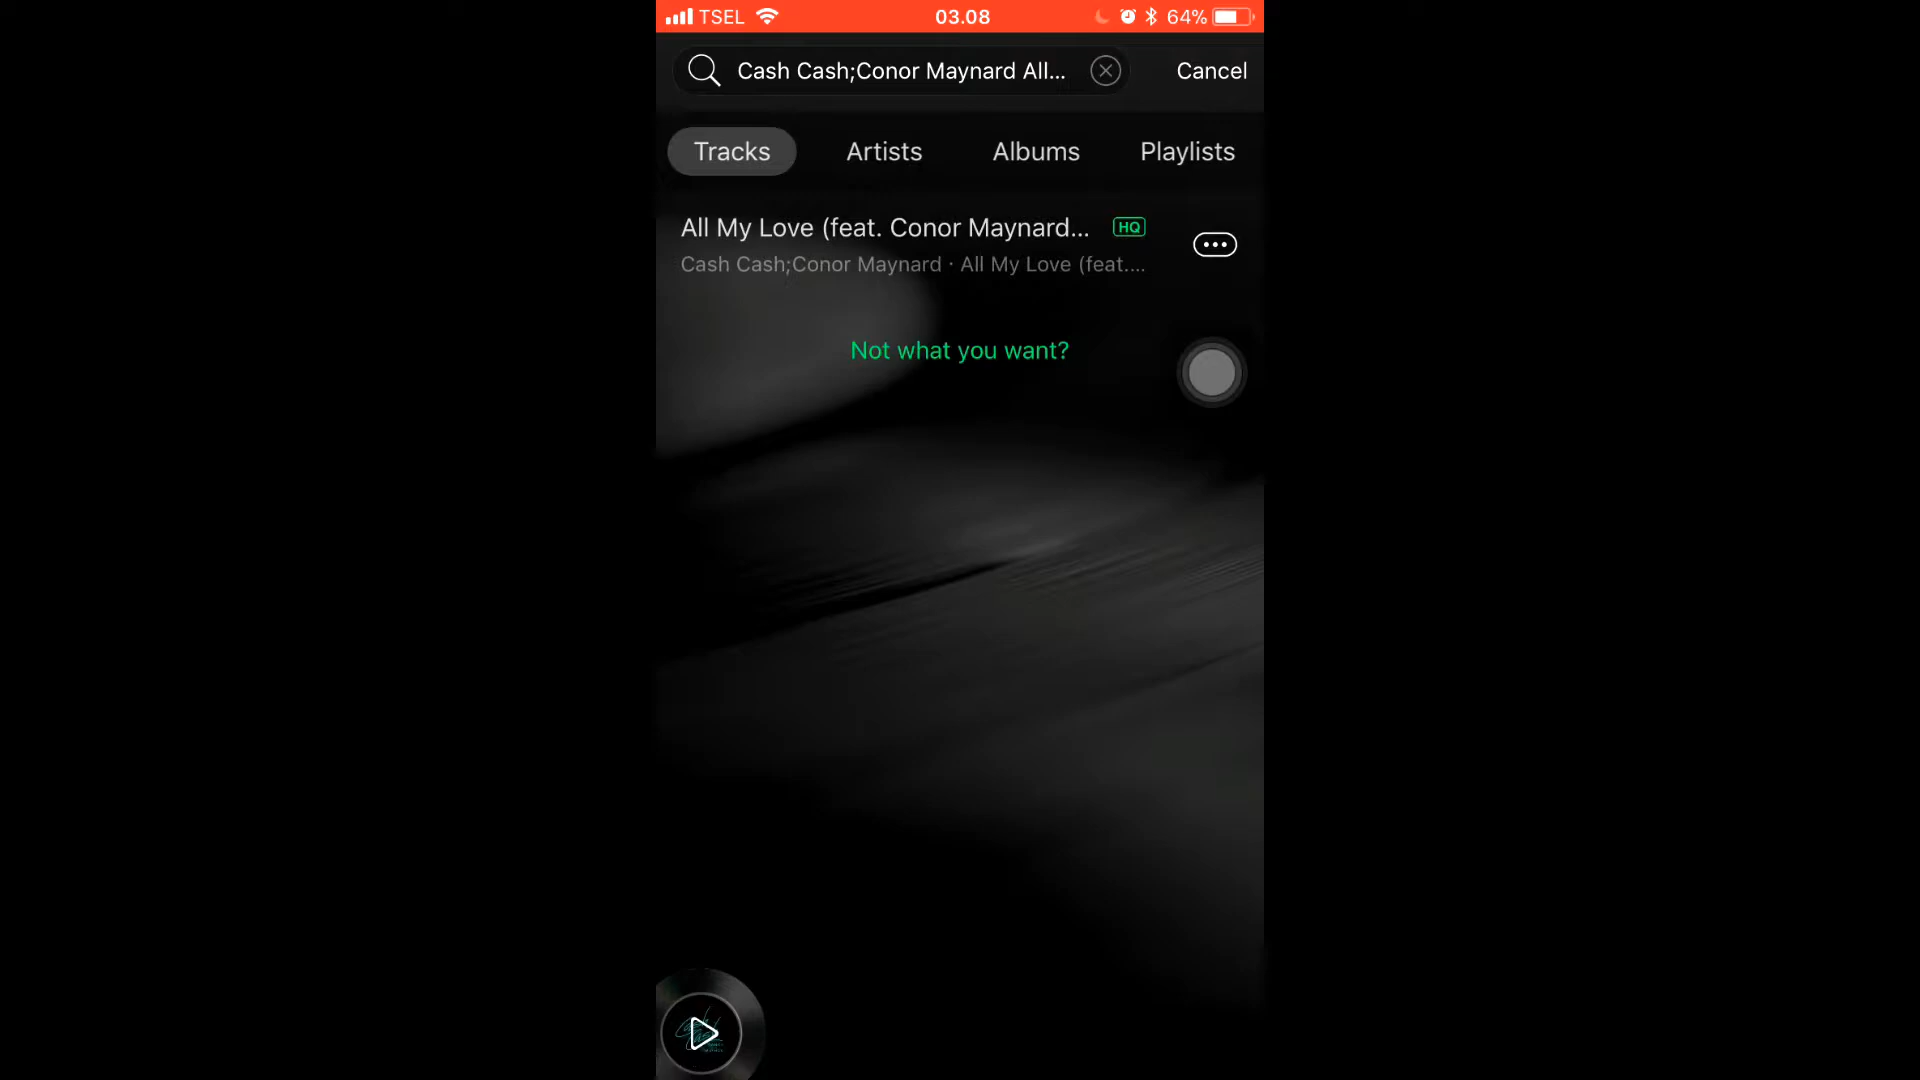 TSEL 03.08 64%
Cash Cash;Conor Maynard All... Cancel
Tracks Artists Albums Playlists
All My Love (feat. Conor Maynard... HQ
Cash Cash;Conor Maynard · All My Love (feat....
Not what you want?